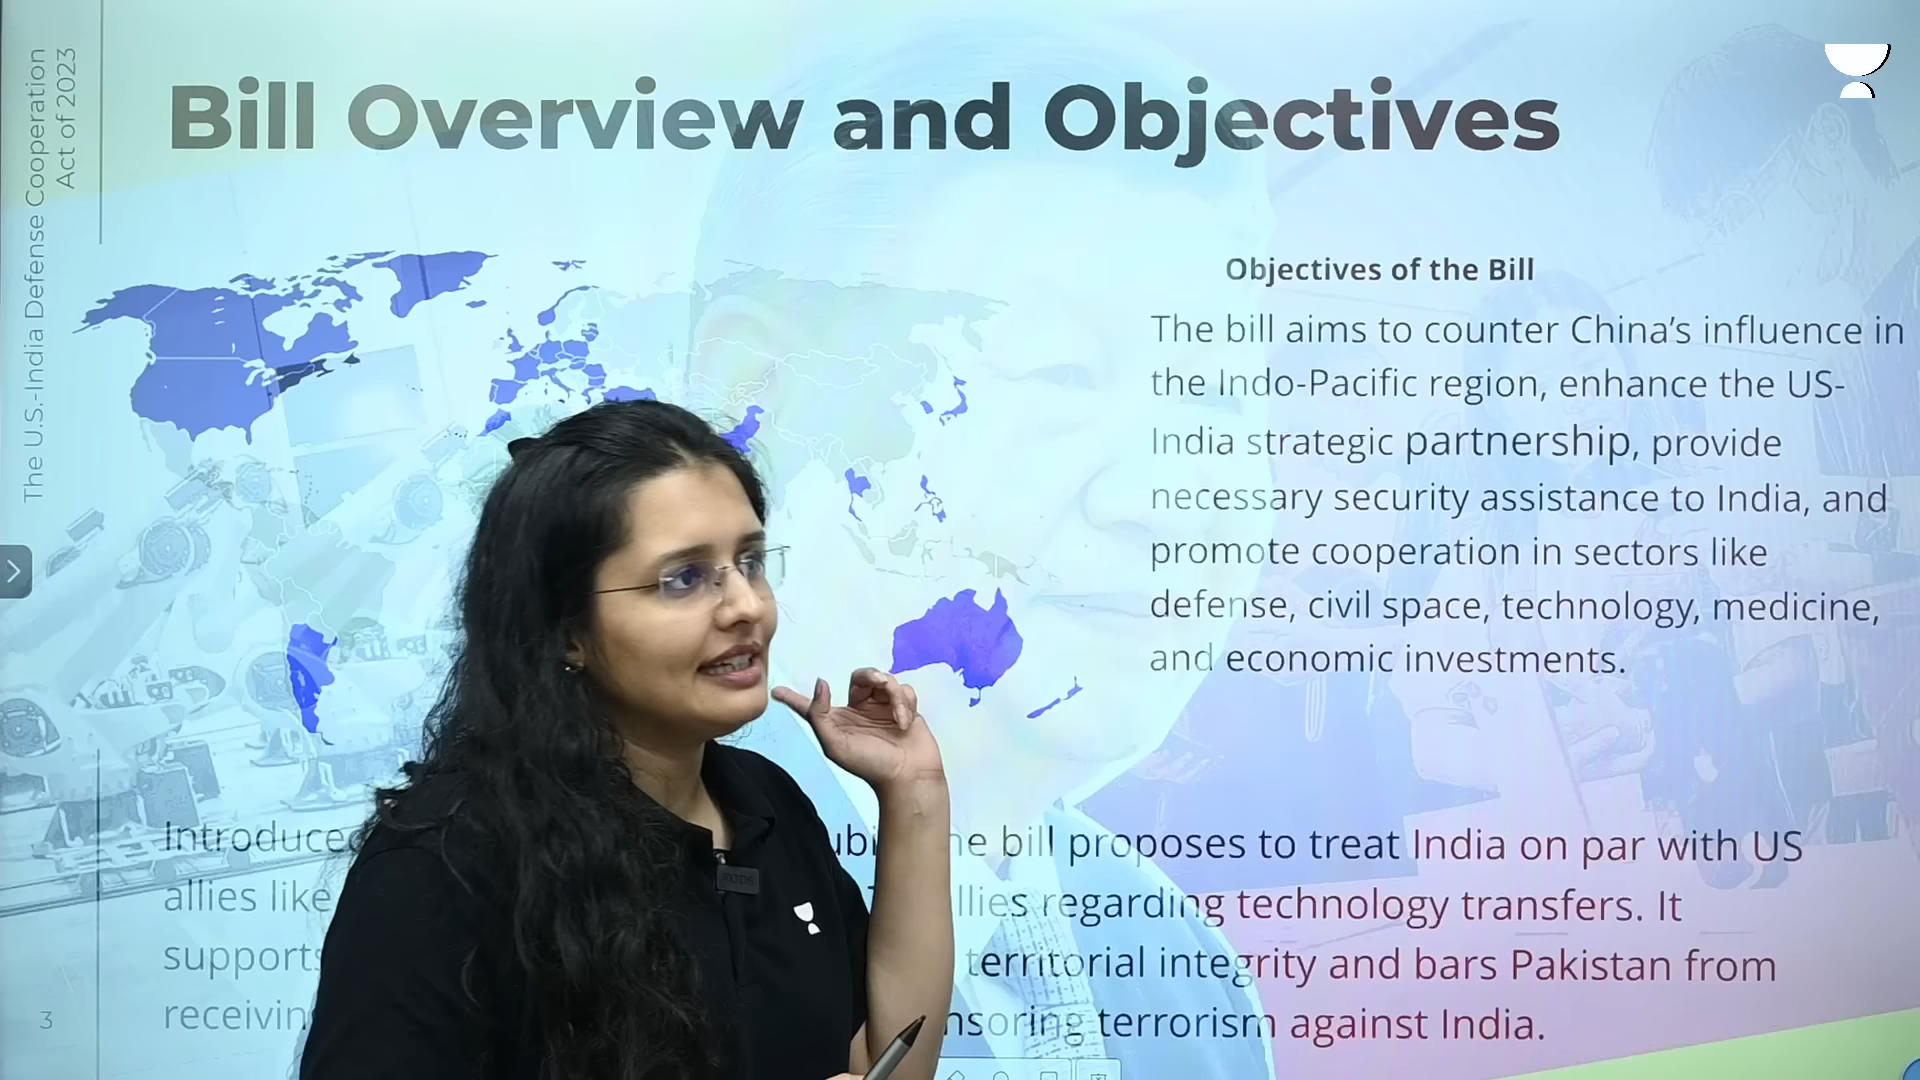 The U.S.-India Defense Cooperation
Act of 2023
Bill Overview and Objectives
Objectives of the Bill
The bill aims to counter China's influence in
the Indo-Pacific region, enhance the US-
India strategic partnership, provide
necessary security assistance to India, and
promote cooperation in sectors like
defense, civil space, technology, medicine,
and economic investments.
Introduced bill proposes to treat India on par with US
allies like regarding technology transfers. It
territorial integrity and bars Pakistan from
terrorism against India.
3